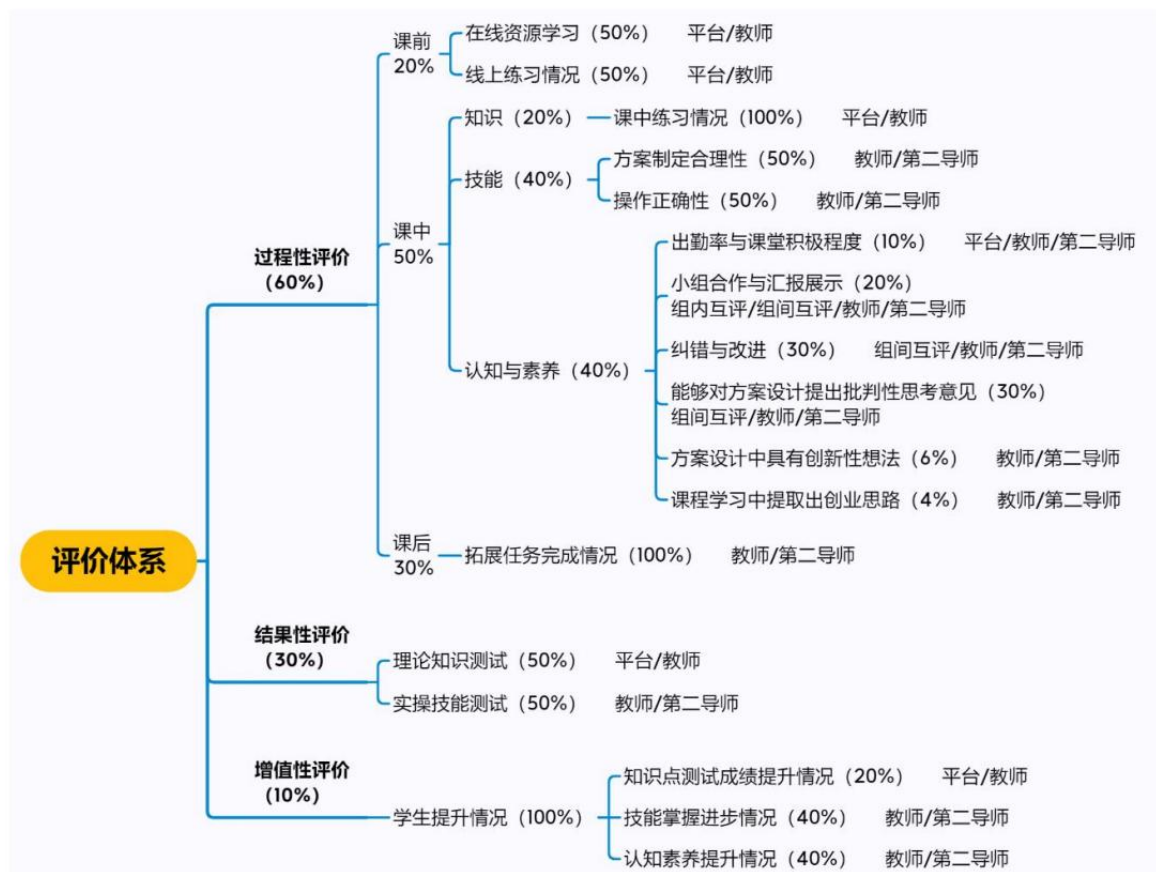 评价体系
过程性评价
（60%）
课前
20%
在线资源学习（50%） 平台/教师
线上练习情况（50%） 平台/教师
课中
50%
知识（20%）
课中练习情况（100%） 平台/教师
技能（40%）
方案制定合理性（50%） 教师/第二导师
操作正确性（50%） 教师/第二导师
认知与素养（40%）
出勤率与课堂积极程度（10%） 平台/教师/第二导师
小组合作与汇报展示（20%）
组内互评/组间互评/教师/第二导师
纠错与改进（30%） 组间互评/教师/第二导师
能够对方案设计提出批判性思考意见（30%）
组间互评/教师/第二导师
方案设计中具有创新性想法（6%） 教师/第二导师
课程学习中提取出创业思路（4%） 教师/第二导师
课后
30%
拓展任务完成情况（100%） 教师/第二导师
结果性评价
（30%）
理论知识测试（50%） 平台/教师
实操技能测试（50%） 教师/第二导师
增值性评价
（10%）
学生提升情况（100%）
知识点测试成绩提升情况（20%） 平台/教师
技能掌握进步情况（40%） 教师/第二导师
认知素养提升情况（40%） 教师/第二导师